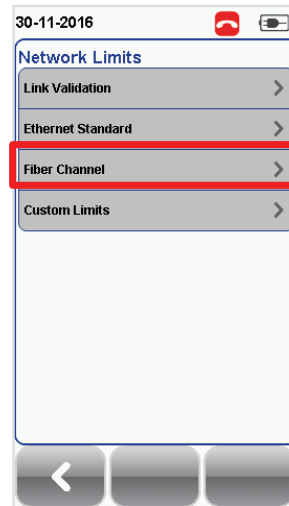 30-11-2016
Network Limits
Link Validation
Ethernet Standard
Fiber Channel
Custom Limits